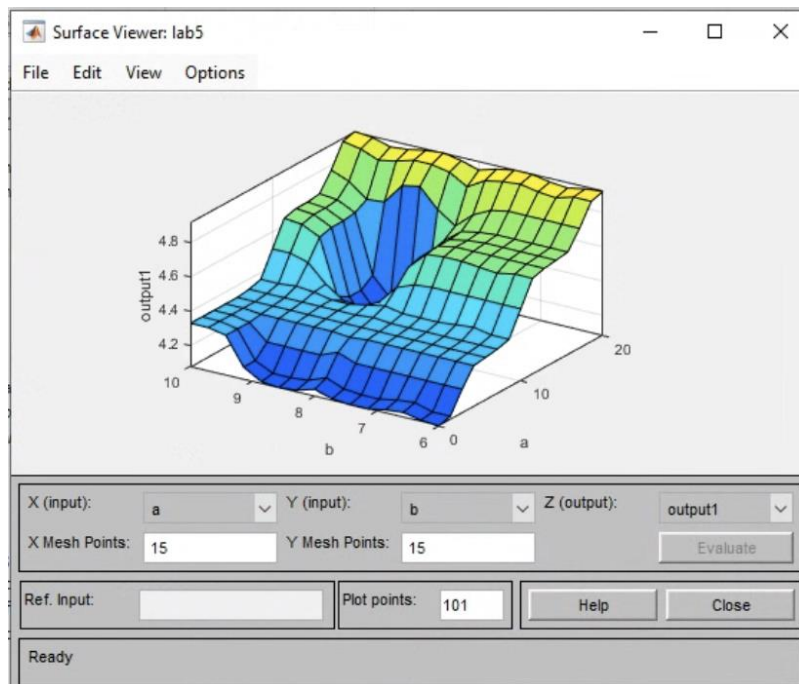 Surface Viewer: lab5
File Edit View Options
4.8
4.6
4.4
4.2
output1
10
9
8
7
6
b
0
10
20
a
X (input): a Y (input): b Z (output): output1
X Mesh Points: 15 Y Mesh Points: 15 Evaluate
Ref. Input: Plot points: 101 Help Close
Ready